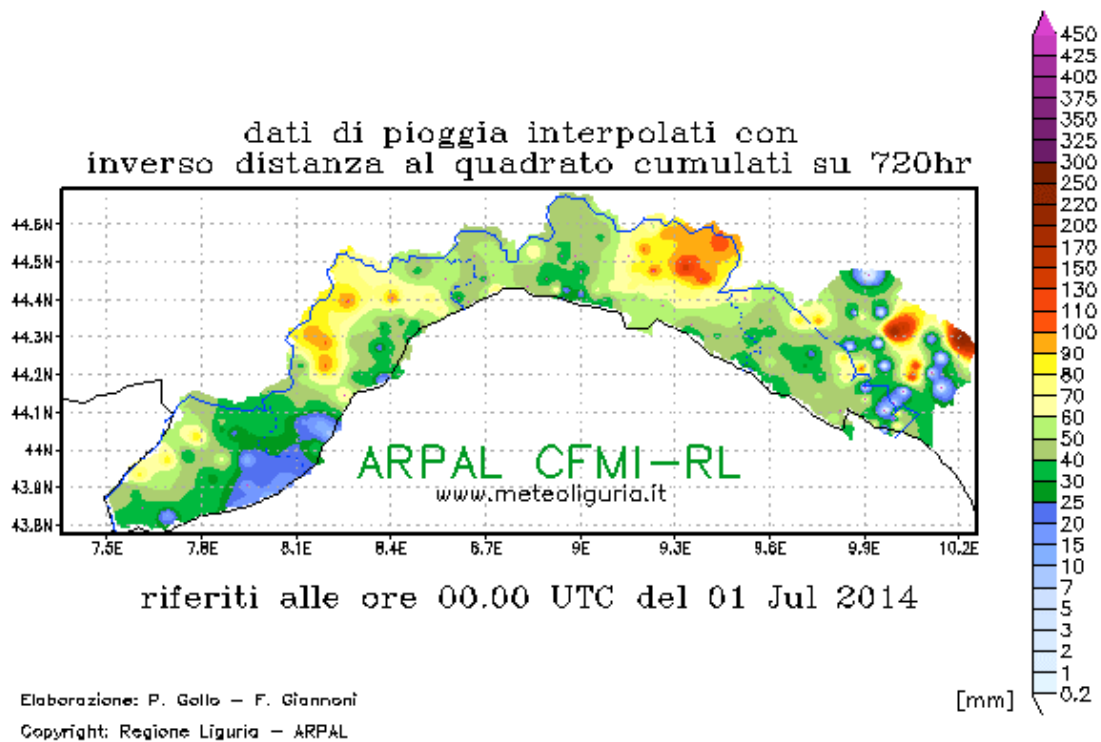 dati di pioggia interpolati con
inverso distanza al quadrato cumulati su 720hr
450
425
400
375
350
325
300
250
200
170
150
130
110
100
90
80
70
60
50
40
30
25
20
15
10
7
5
3
2
1
0.2
[mm]
44.6N
44.5N
44.4N
44.3N
44.2N
44.1N
44N
43.9N
43.8N
ARPAL CFMI-RL
www.meteoliguria.it
7.5E 7.8E 8.1E 8.4E 8.7E 9E 9.3E 9.6E 9.9E 10.2E
riferiti alle ore 00.00 UTC del 01 Jul 2014
Elaborazione: P. Gollo - F. Giannoni
Copyright: Regione Liguria - ARPAL